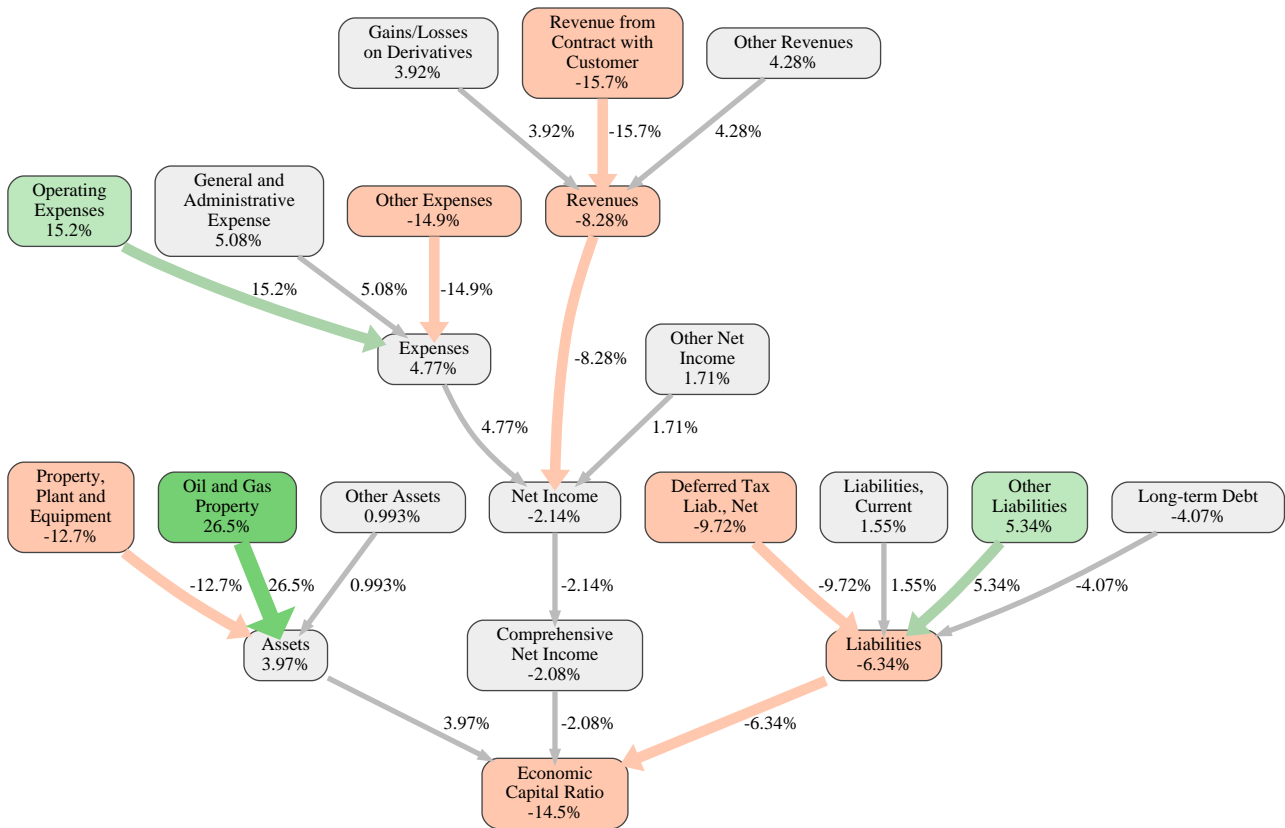 Gains/Losses
on Derivatives
3.92%
Revenue from
Contract with
Customer
-15.7%
Other Revenues
4.28%
3.92%
-15.7%
4.28%
Operating
Expenses
15.2%
General and
Administrative
Expense
5.08%
Other Expenses
-14.9%
Revenues
-8.28%
15.2%
5.08%
-14.9%
-8.28%
Expenses
4.77%
Other Net
Income
1.71%
4.77%
1.71%
Property,
Plant and
Equipment
-12.7%
Oil and Gas
Property
26.5%
Other Assets
0.993%
Net Income
-2.14%
Deferred Tax
Liab., Net
-9.72%
Liabilities,
Current
1.55%
Other
Liabilities
5.34%
Long-term Debt
-4.07%
-12.7%
26.5%
0.993%
-2.14%
-9.72%
1.55%
5.34%
-4.07%
Assets
3.97%
Comprehensive
Net Income
-2.08%
Liabilities
-6.34%
3.97%
-2.08%
-6.34%
Economic
Capital Ratio
-14.5%